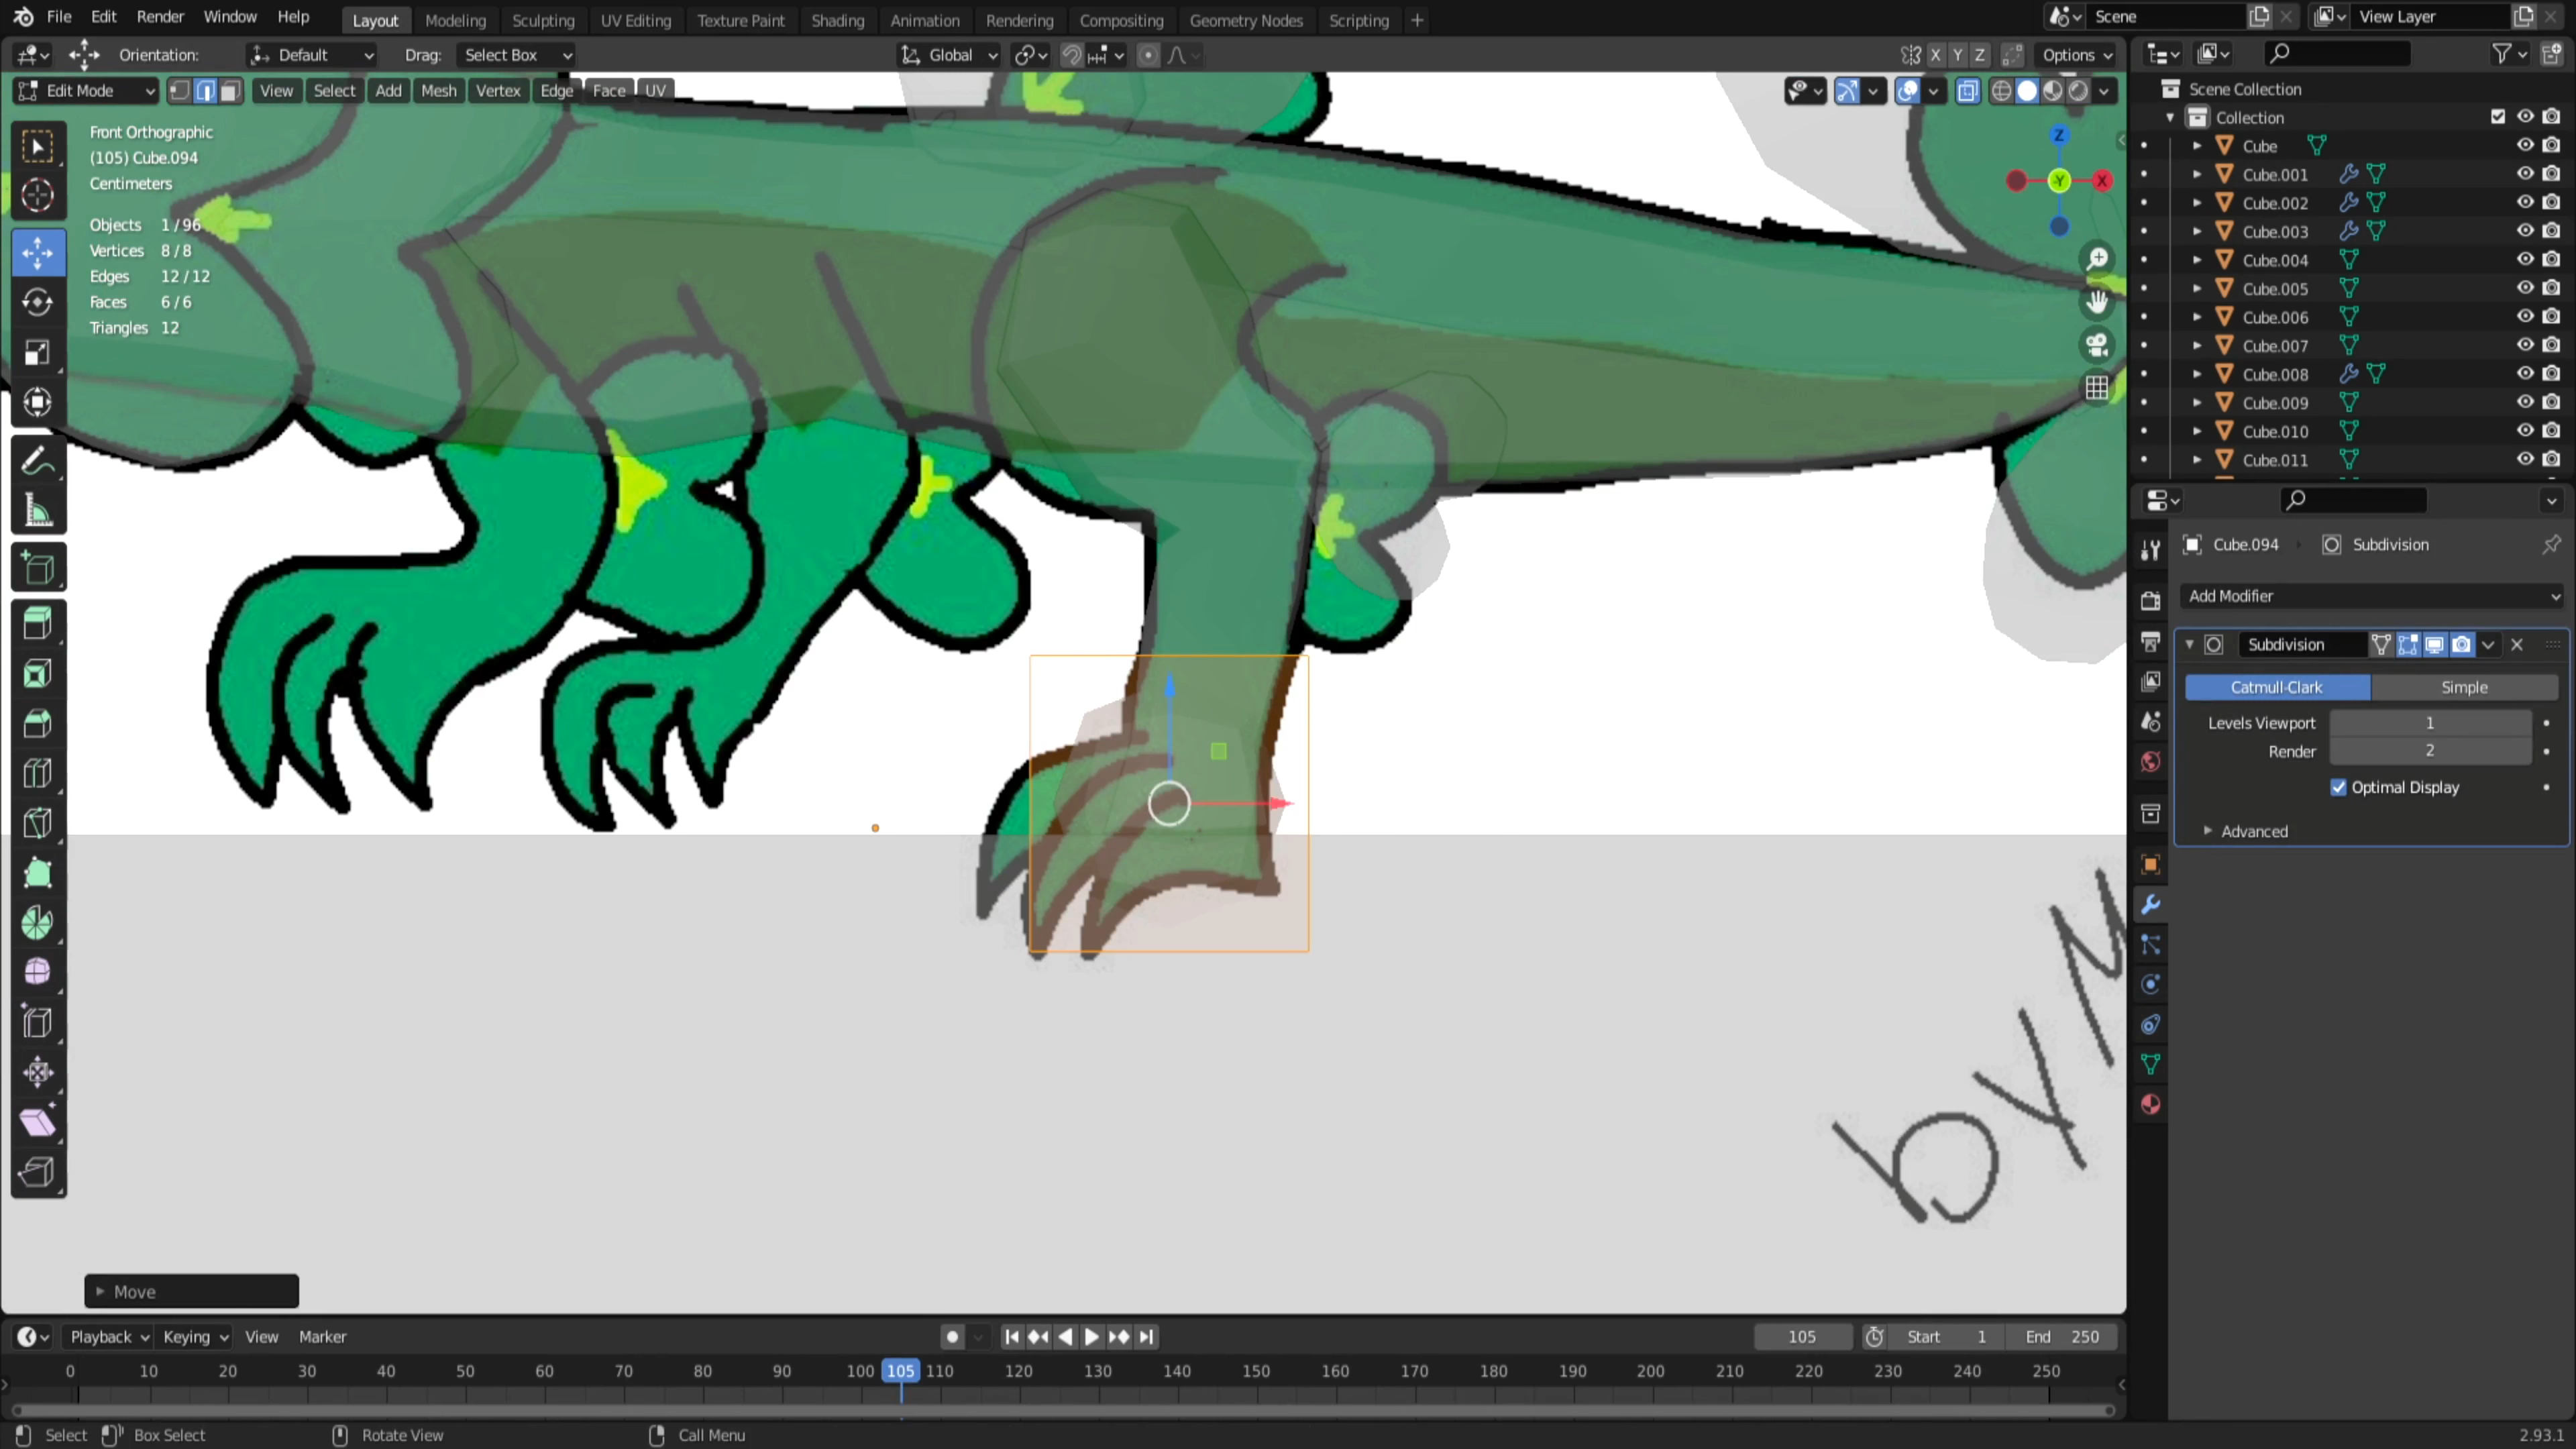 File Edit Render Window Help Layout Modeling Sculpting UV Editing Texture Paint Shading Animation Rendering Compositing Geometry Nodes Scripting + Scene View Layer
Orientation: Default Drag: Select Box Global X Y Z Options
Edit Mode View Select Add Mesh Vertex Edge Face UV
Front Orthographic
(105) Cube.094
Centimeters
Objects 1 / 96
Vertices 8 / 8
Edges 12 / 12
Faces 6 / 6
Triangles 12
Z
-Y X
Scene Collection
Collection
Cube
Cube.001
Cube.002
Cube.003
Cube.004
Cube.005
Cube.006
Cube.007
Cube.008
Cube.009
Cube.010
Cube.011
Cube.094 Subdivision
Add Modifier
Subdivision
Catmull-Clark Simple
Levels Viewport 1
Render 2
Optimal Display
Advanced
Move
Playback Keying View Marker 105 Start 1 End 250
0 10 20 30 40 50 60 70 80 90 100 105 110 120 130 140 150 160 170 180 190 200 210 220 230 240 250
Select Box Select Rotate View Call Menu 2.93.1